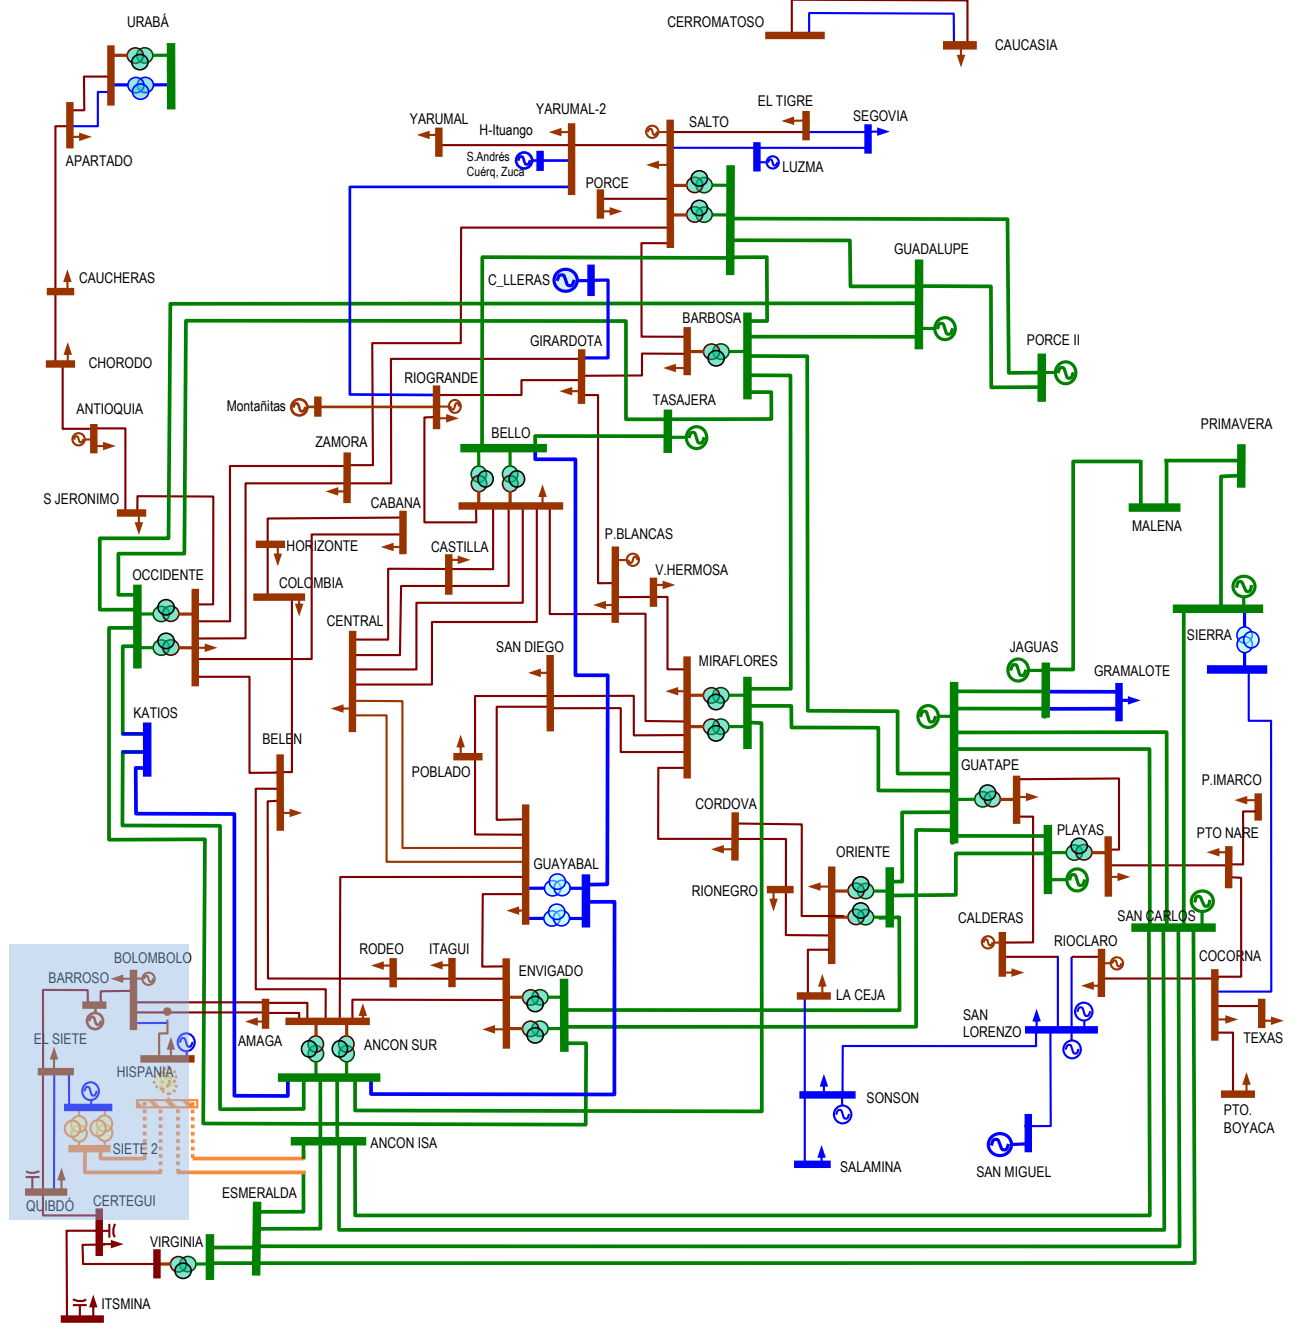 CERROMATOSO
CAUCASIA
URABÁ
APARTADO
YARUMAL
H-Ituango
YARUMAL-2
S.Andrés
Cuérq, Zuca
SALTO
EL TIGRE
SEGOVIA
LUZMA
PORCE
CAUCHERAS
CHORODO
ANTIOQUIA
S JERONIMO
C_LLERAS
GUADALUPE
BARBOSA
GIRARDOTA
PORCE II
RIOGRANDE
Montañitas
TASAJERA
BELLO
ZAMORA
CABANA
PRIMAVERA
MALENA
HORIZONTE
CASTILLA
P.BLANCAS
V.HERMOSA
OCCIDENTE
COLOMBIA
CENTRAL
SAN DIEGO
MIRAFLORES
JAGUAS
SIERRA
GRAMALOTE
KATIOS
BELEN
POBLADO
GUATAPE
P.IMARCO
CORDOVA
PLAYAS
PTO NARE
GUAYABAL
ORIENTE
RIONEGRO
SAN CARLOS
CALDERAS
RIOCLARO
COCORNA
RODEO
ITAGUI
ENVIGADO
BOLOMBOLO
BARROSO
LA CEJA
SAN
LORENZO
TEXAS
EL SIETE
AMAGA
ANCON SUR
HISPANIA
SONSON
PTO.
BOYACA
SIETE 2
ANCON ISA
SALAMINA
SAN MIGUEL
QUIBDÓ
CERTEGUI
ESMERALDA
VIRGINIA
ITSMINA